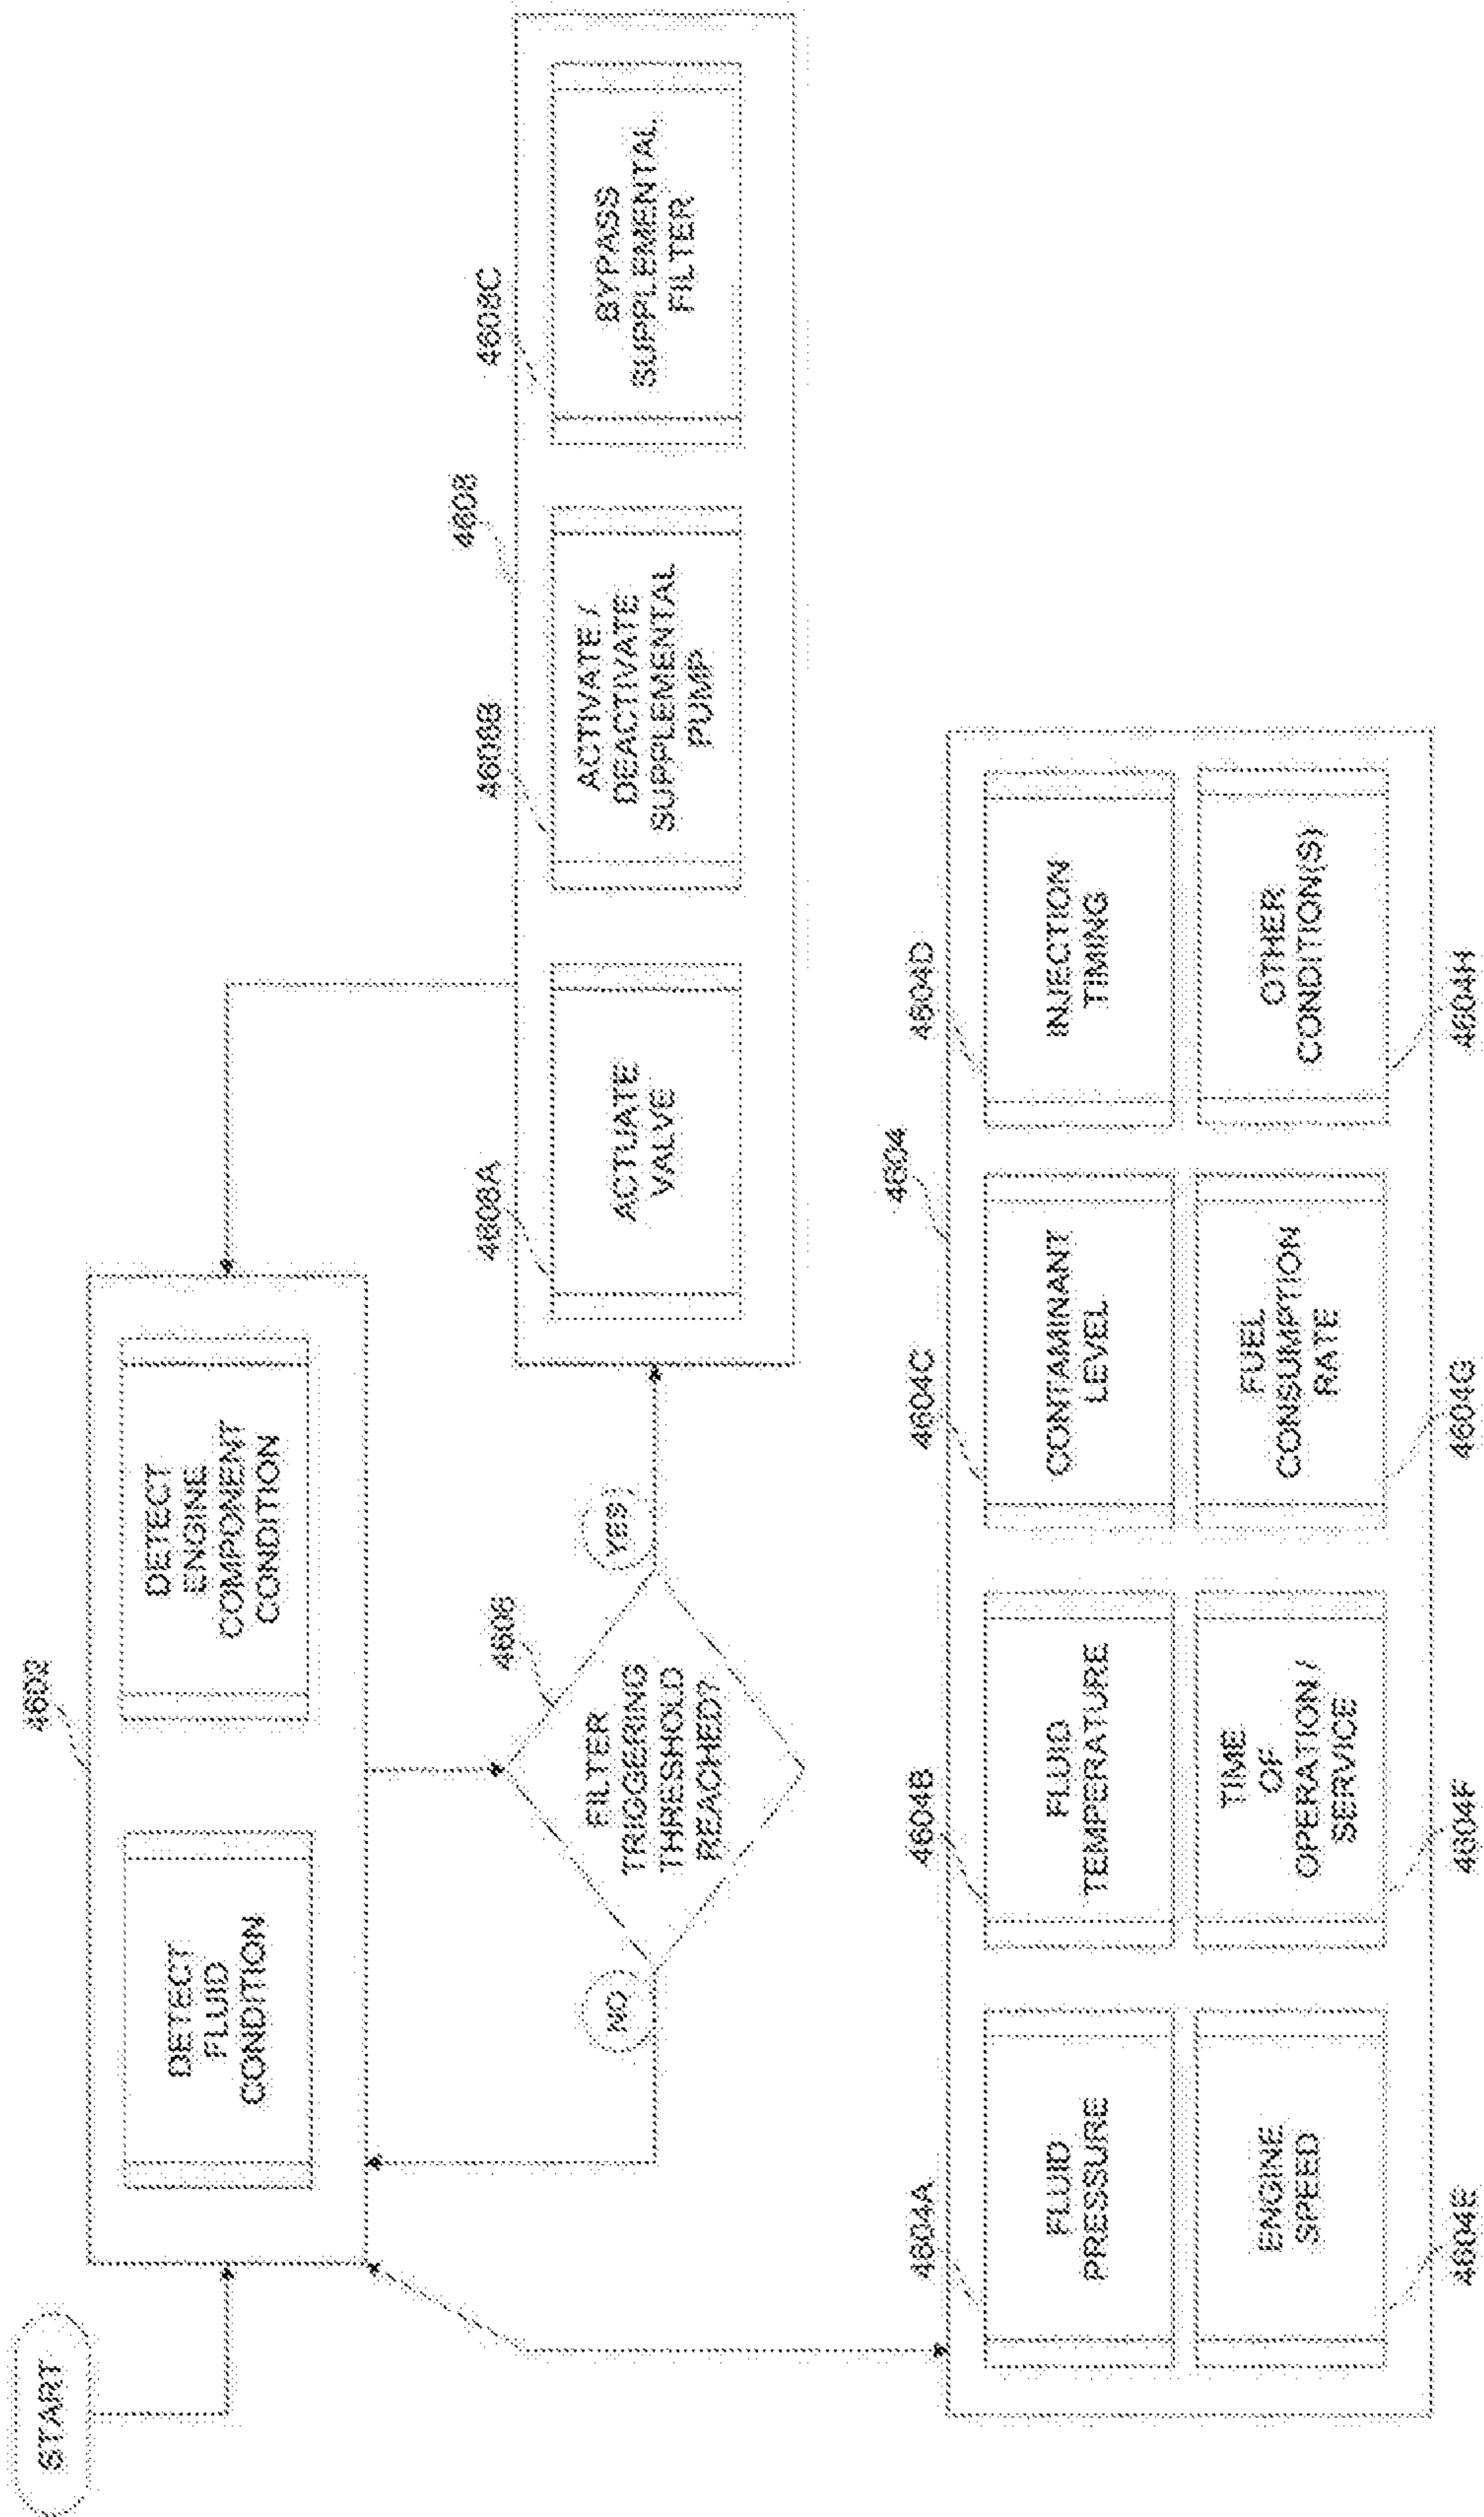 START
4602
DETECT
FLUID
CONDITION
DETECT
ENGINE
COMPONENT
CONDITION
4606
FILTER
TRIGGERING
THRESHOLD
REACHED?
NO
YES
4608
4608A
ACTUATE
VALVE
4608B
ACTIVATE /
DEACTIVATE
SUPPLEMENTAL
PUMP
4608C
BYPASS
SUPPLEMENTAL
FILTER
4604
4604A
FLUID
PRESSURE
4604B
FLUID
TEMPERATURE
4604C
CONTAMINANT
LEVEL
4604D
INJECTION
TIMING
ENGINE
SPEED
4604E
TIME
OF
OPERATION /
SERVICE
4604F
FUEL
CONSUMPTION
RATE
4604G
OTHER
CONDITION(S)
4604H